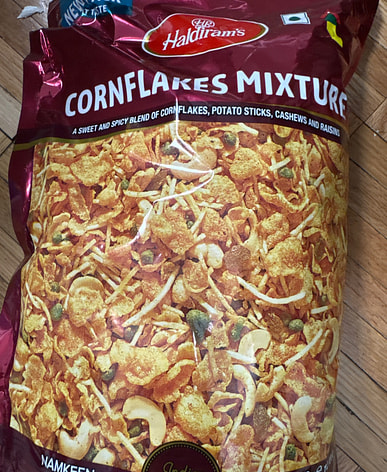 Haldiram's
CORNFLAKES MIXTURE
A SWEET AND SPICY BLEND OF CORNFLAKES, POTATO STICKS, CASHEWS AND RAISINS
NAMKEEN